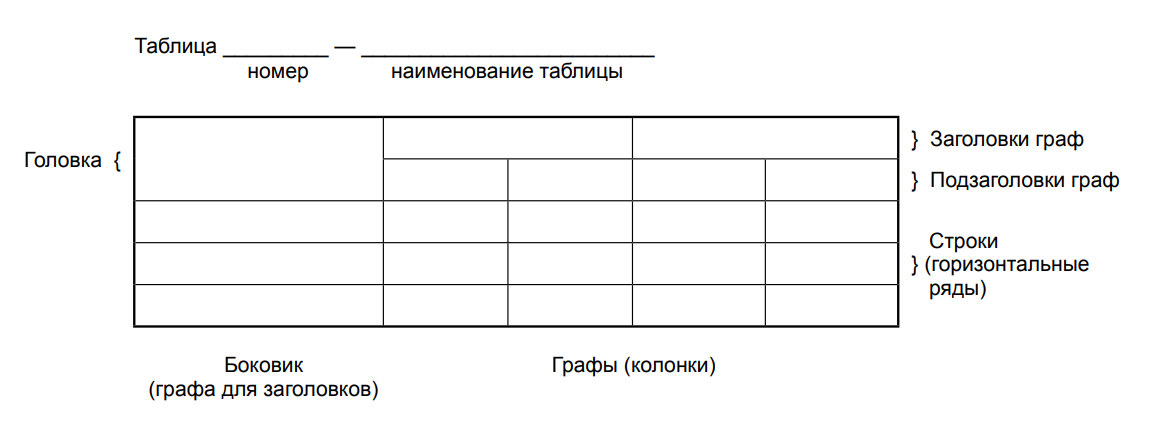 Таблица _________ — _________________________
номер наименование таблицы
Головка { } Заголовки граф
} Подзаголовки граф
Строки
} (горизонтальные
ряды)
Боковик Графы (колонки)
(графа для заголовков)